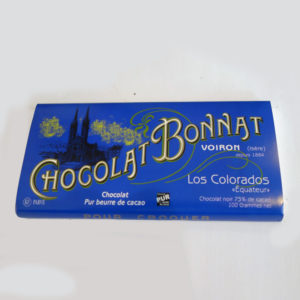 CHOCOLAT BONNAT
VOIRON (Isère)
depuis 1884
Los Colorados
«Equateur»
Chocolat
Pur beurre de cacao
PUR
Chocolat noir 75% de cacao
100 Grammes net
POUR CROQUER